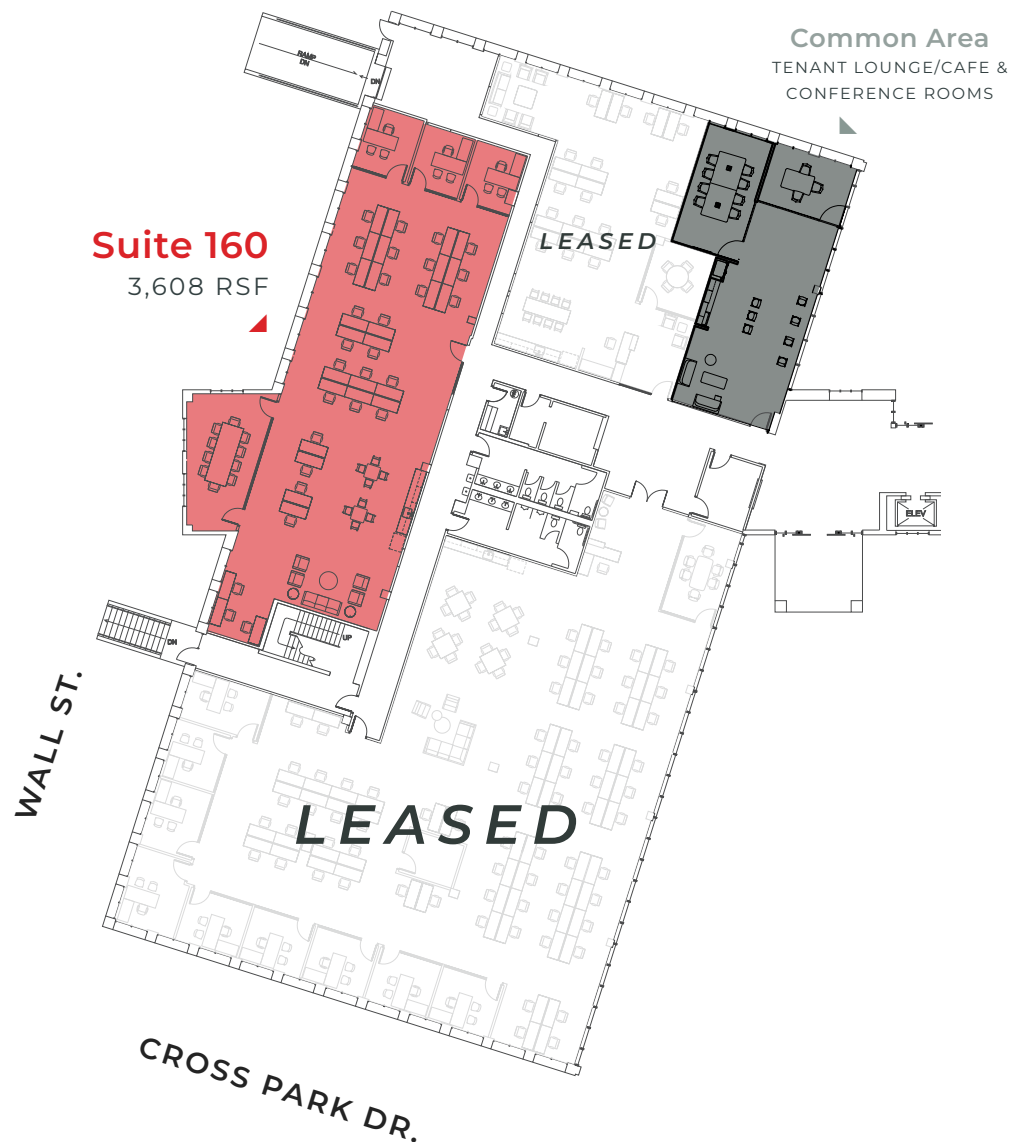 Common Area
TENANT LOUNGE/CAFE &
CONFERENCE ROOMS
RAMP
DN
DN
Suite 160
3,608 RSF
LEASED
ELEV
UP
DN
WALL ST.
LEASED
CROSS PARK DR.